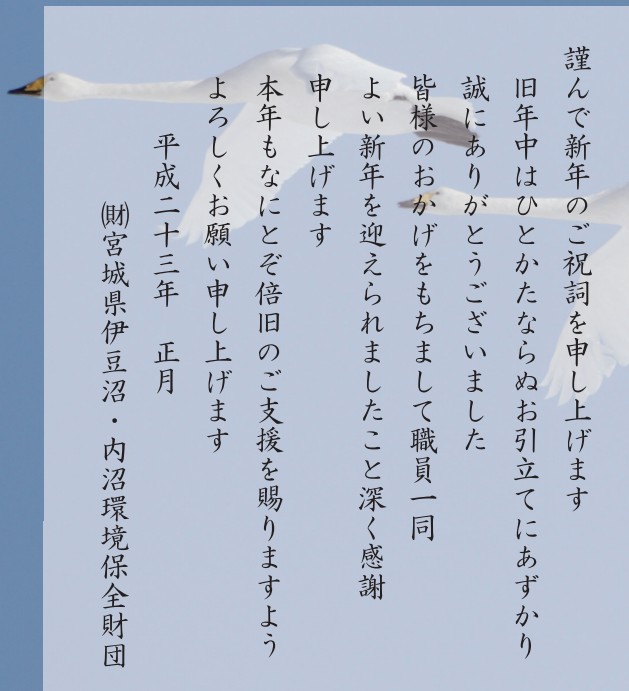 謹んで新年のご祝詞を申し上げます
旧年中はひとかたならぬお引立てにあずかり
誠にありがとうございました
皆様のおかげをもちまして職員一同
よい新年を迎えられましたこと深く感謝
申し上げます
本年もなにとぞ倍旧のご支援を賜りますよう
よろしくお願い申し上げます
平成二十三年　正月
㈶宮城県伊豆沼・内沼環境保全財団